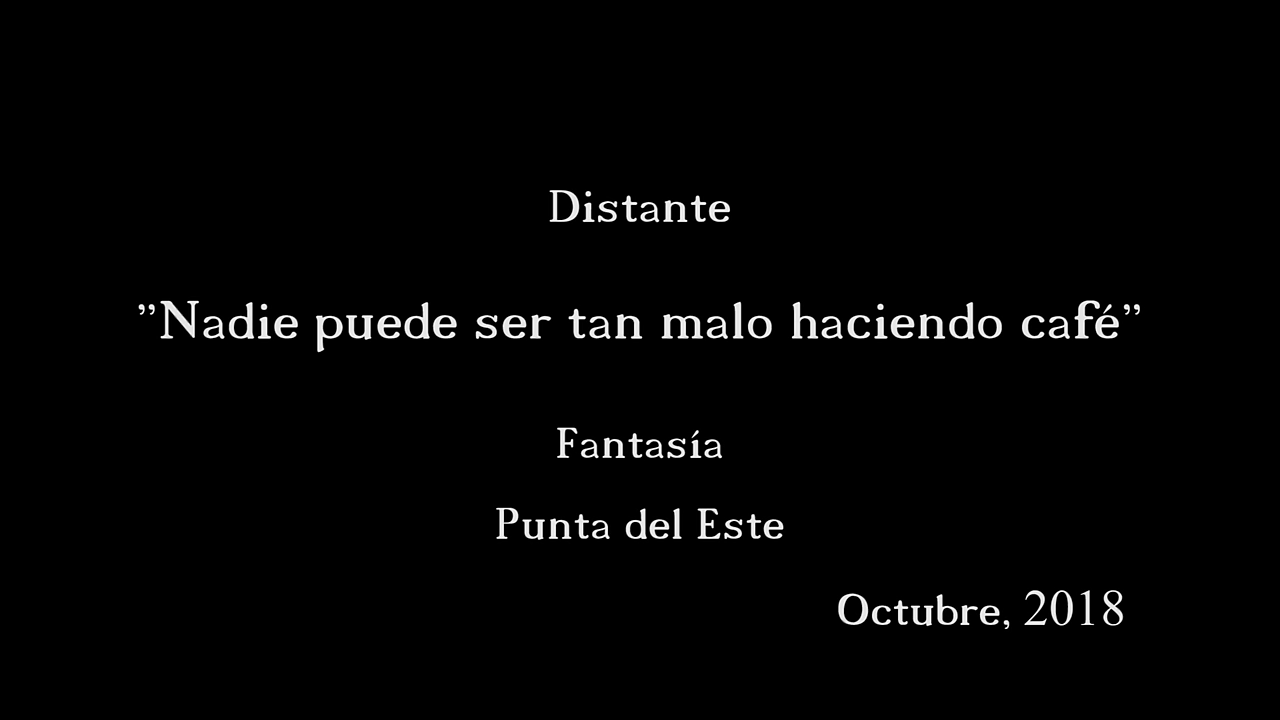 Distante
”Nadie puede ser tan malo haciendo café”
Fantasía
Punta del Este
Octubre, 2018